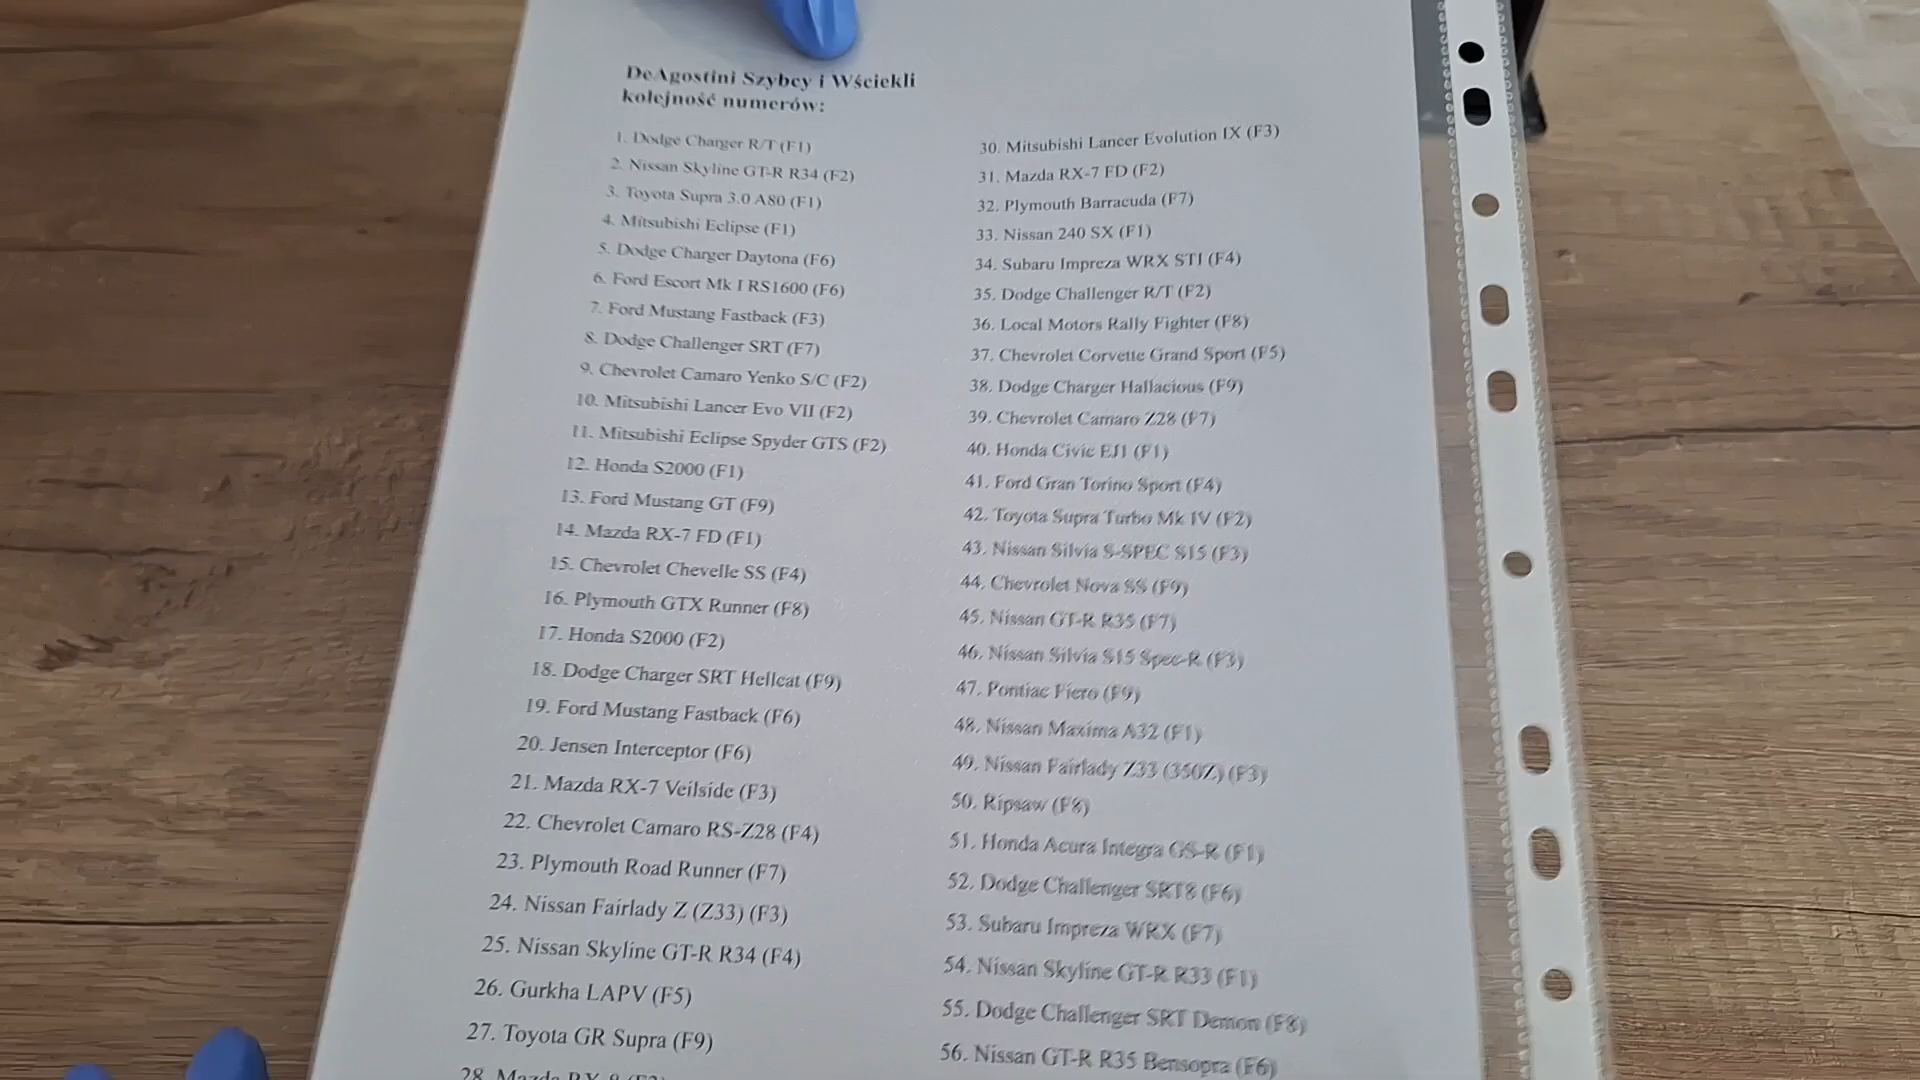 DeAgostini Szybcy i Wściekli
kolejność numerów:
1. Dodge Charger R/T (F1)
2. Nissan Skyline GT-R R34 (F2)
3. Toyota Supra 3.0 A80 (F1)
4. Mitsubishi Eclipse (F1)
5. Dodge Charger Daytona (F6)
6. Ford Escort Mk I RS1600 (F6)
7. Ford Mustang Fastback (F3)
8. Dodge Challenger SRT (F7)
9. Chevrolet Camaro Yenko S/C (F2)
10. Mitsubishi Lancer Evo VII (F2)
11. Mitsubishi Eclipse Spyder GTS (F2)
12. Honda S2000 (F1)
13. Ford Mustang GT (F9)
14. Mazda RX-7 FD (F1)
15. Chevrolet Chevelle SS (F4)
16. Plymouth GTX Runner (F8)
17. Honda S2000 (F2)
18. Dodge Charger SRT Hellcat (F9)
19. Ford Mustang Fastback (F6)
20. Jensen Interceptor (F6)
21. Mazda RX-7 Veilside (F3)
22. Chevrolet Camaro RS-Z28 (F4)
23. Plymouth Road Runner (F7)
24. Nissan Fairlady Z (Z33) (F3)
25. Nissan Skyline GT-R R34 (F4)
26. Gurkha LAPV (F5)
27. Toyota GR Supra (F9)
28. Mazda RX-8
30. Mitsubishi Lancer Evolution IX (F3)
31. Mazda RX-7 FD (F2)
32. Plymouth Barracuda (F7)
33. Nissan 240 SX (F1)
34. Subaru Impreza WRX STI (F4)
35. Dodge Challenger R/T (F2)
36. Local Motors Rally Fighter (F8)
37. Chevrolet Corvette Grand Sport (F5)
38. Dodge Charger Hallacious (F9)
39. Chevrolet Camaro Z28 (F7)
40. Honda Civic EJ1 (F1)
41. Ford Gran Torino Sport (F4)
42. Toyota Supra Turbo Mk IV (F2)
43. Nissan Silvia S-SPEC S15 (F3)
44. Chevrolet Nova SS (F9)
45. Nissan GT-R R35 (F7)
46. Nissan Silvia S15 Spec-R (F3)
47. Pontiac Fiero (F9)
48. Nissan Maxima A32 (F1)
49. Nissan Fairlady Z33 (350Z) (F3)
50. Ripsaw (F8)
51. Honda Acura Integra GS-R (F1)
52. Dodge Challenger SRT8 (F6)
53. Subaru Impreza WRX (F7)
54. Nissan Skyline GT-R R33 (F1)
55. Dodge Challenger SRT Demon (F8)
56. Nissan GT-R R35 Bensopra (F6)